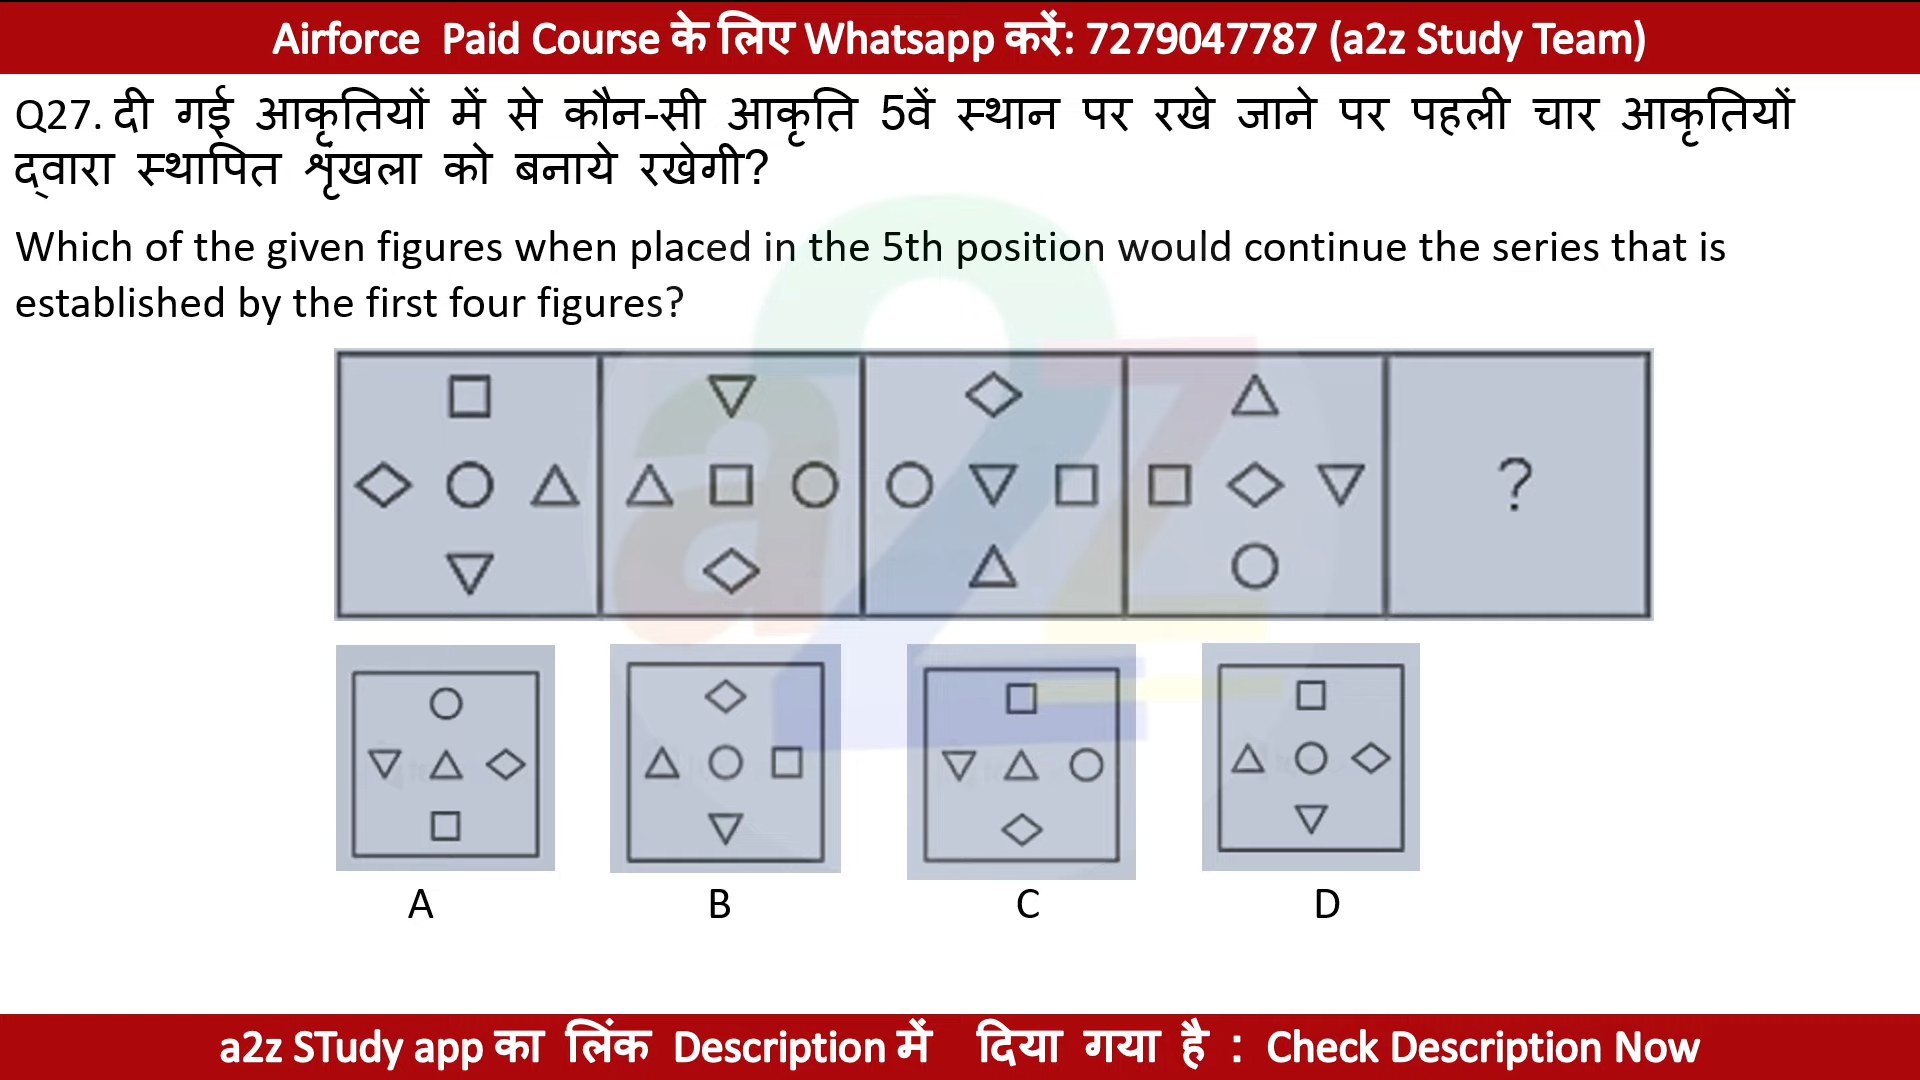 Airforce Paid Course के लिए Whatsapp करें: 7279047787 (a2z Study Team)
Q27. दी गई आकृतियों में से कौन-सी आकृति 5वें स्थान पर रखे जाने पर पहली चार आकृतियों
द्वारा स्थापित शृंखला को बनाये रखेगी?
Which of the given figures when placed in the 5th position would continue the series that is
established by the first four figures?
a2z
?
A B C D
a2z STudy app का लिंक Description में दिया गया है : Check Description Now